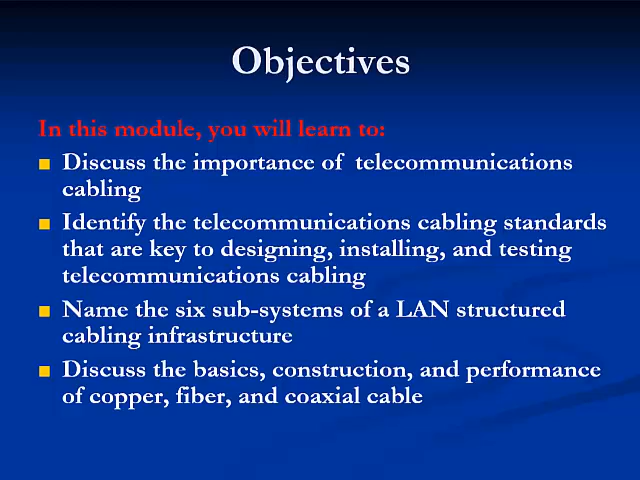 Objectives
In this module, you will learn to:
Discuss the importance of  telecommunications
cabling
Identify the telecommunications cabling standards
that are key to designing, installing, and testing
telecommunications cabling
Name the six sub-systems of a LAN structured
cabling infrastructure
Discuss the basics, construction, and performance
of copper, fiber, and coaxial cable